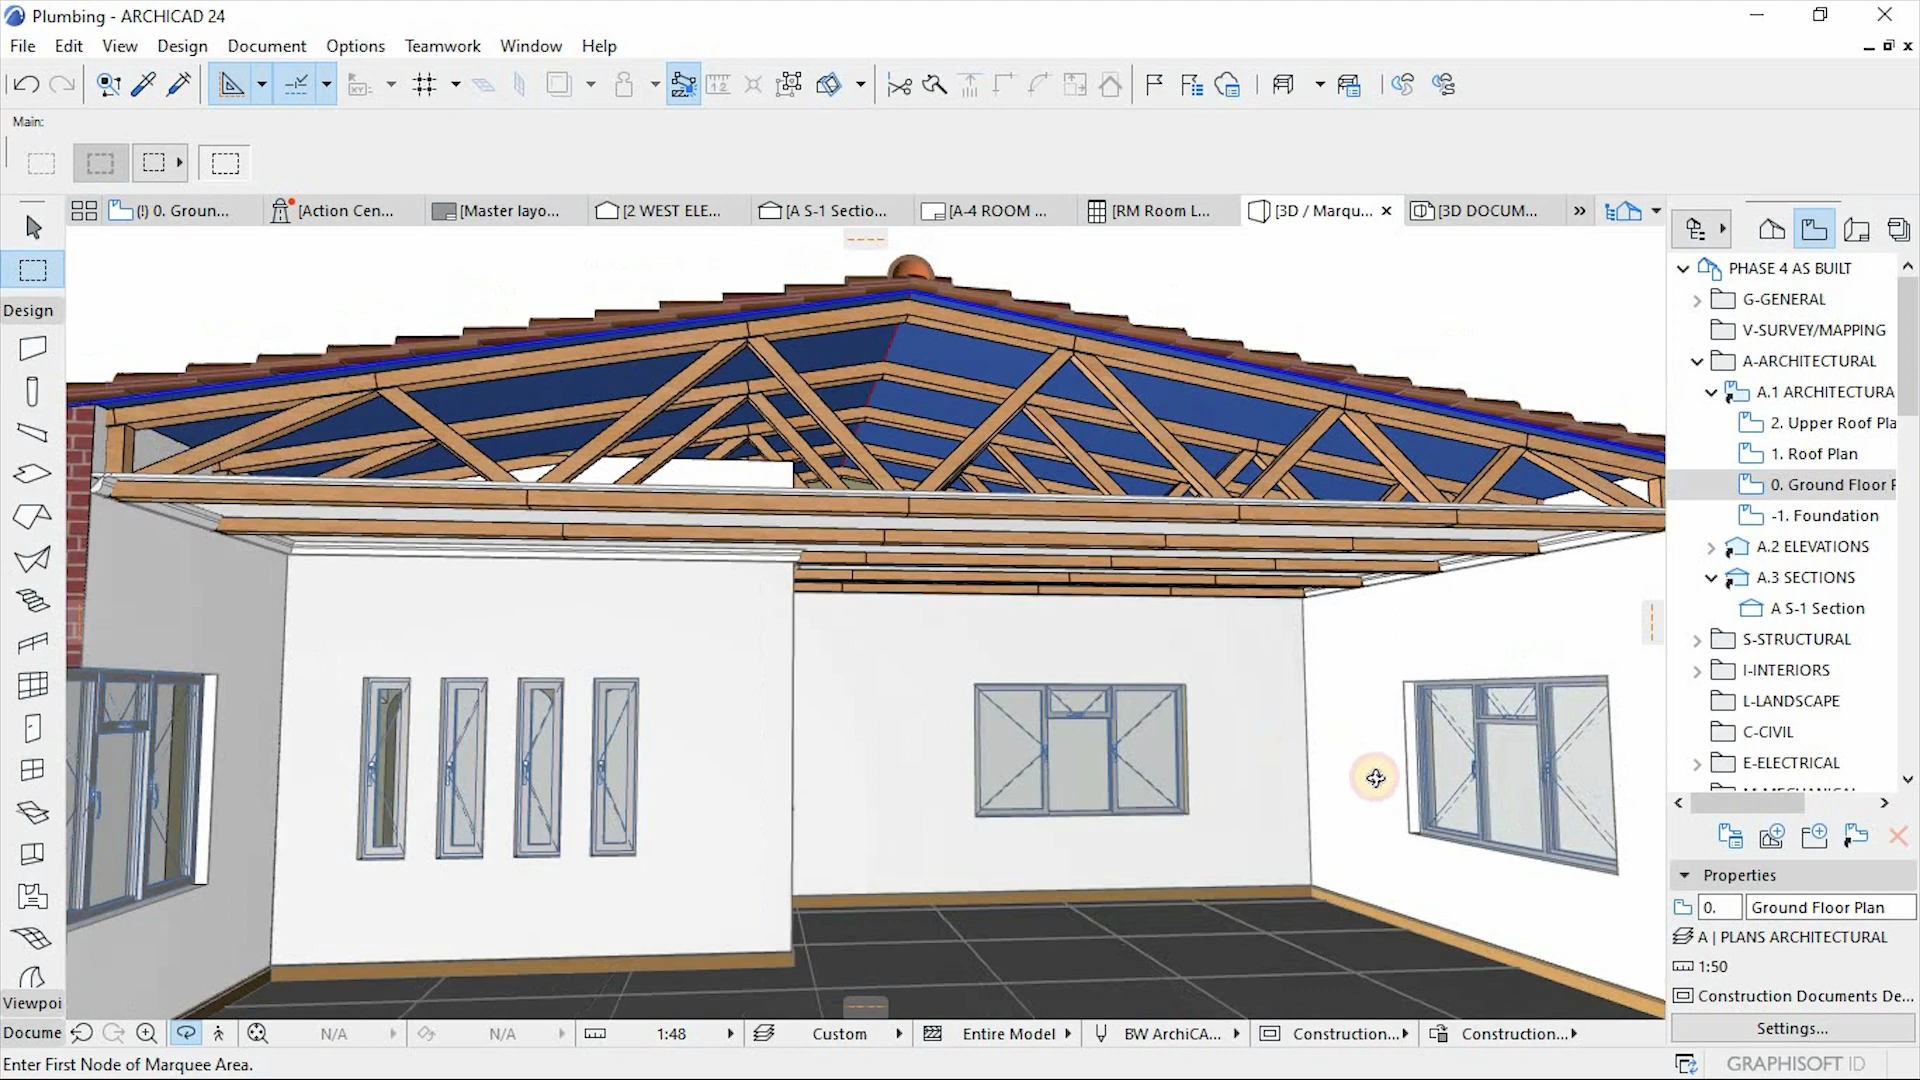 Plumbing - ARCHICAD 24
File Edit View Design Document Options Teamwork Window Help
Main:
(!) 0. Groun... [Action Cen... [Master layo... [2 WEST ELE... [A S-1 Sectio... [A-4 ROOM ... [RM Room L... [3D / Marqu... [3D DOCUM...
Design
Viewpoi
Docume
PHASE 4 AS BUILT
G-GENERAL
V-SURVEY/MAPPING
A-ARCHITECTURAL
A.1 ARCHITECTURA
2. Upper Roof Pla
1. Roof Plan
0. Ground Floor P
-1. Foundation
A.2 ELEVATIONS
A.3 SECTIONS
A S-1 Section
S-STRUCTURAL
I-INTERIORS
L-LANDSCAPE
C-CIVIL
E-ELECTRICAL
Properties
0. Ground Floor Plan
A | PLANS ARCHITECTURAL
1:50
Construction Documents De...
Settings...
N/A N/A 1:48 Custom Entire Model BW ArchiCA... Construction... Construction...
Enter First Node of Marquee Area.
GRAPHISOFT ID